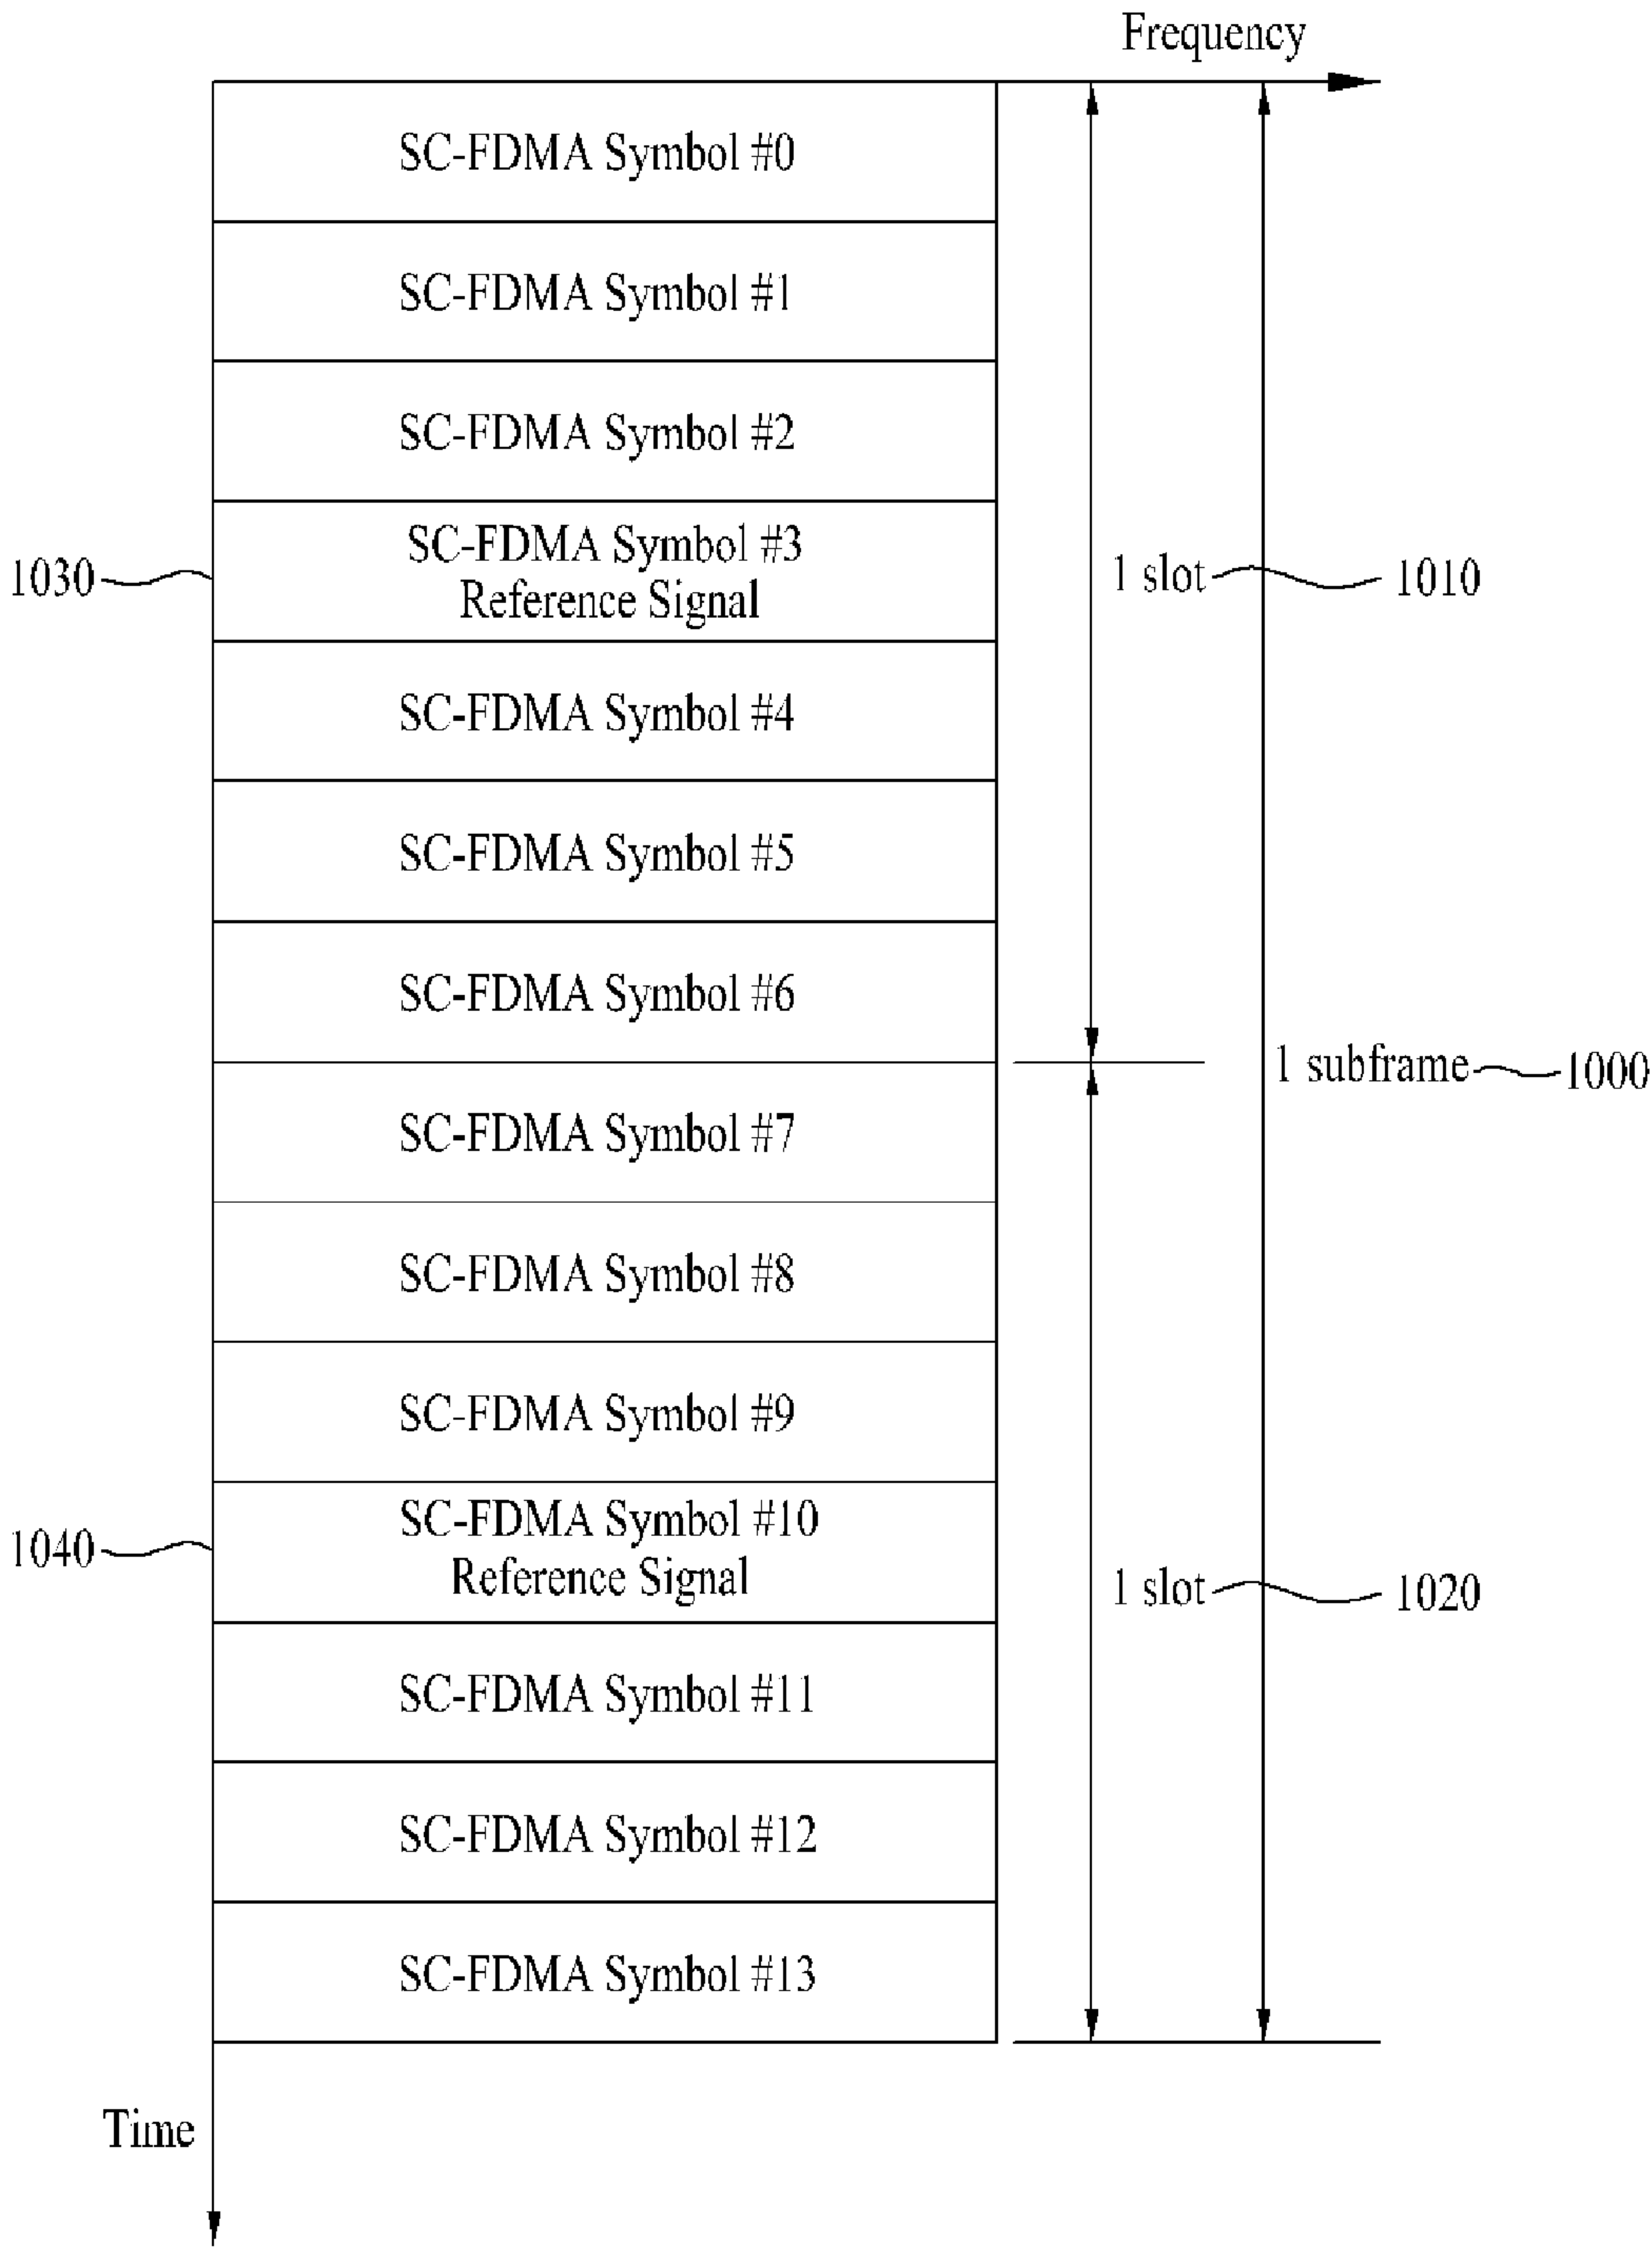 Frequency
SC-FDMA Symbol #0
SC-FDMA Symbol #1
SC-FDMA Symbol #2
SC-FDMA Symbol #3
Reference Signal
1030
1 slot
1010
SC-FDMA Symbol #4
SC-FDMA Symbol #5
SC-FDMA Symbol #6
1 subframe
1000
SC-FDMA Symbol #7
SC-FDMA Symbol #8
SC-FDMA Symbol #9
SC-FDMA Symbol #10
Reference Signal
1040
1 slot
1020
SC-FDMA Symbol #11
SC-FDMA Symbol #12
SC-FDMA Symbol #13
Time